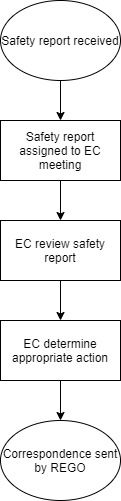 Safety report received
Safety report
assigned to EC
meeting
EC review safety
report
EC determine
appropriate action
Correspondence sent
by REGO